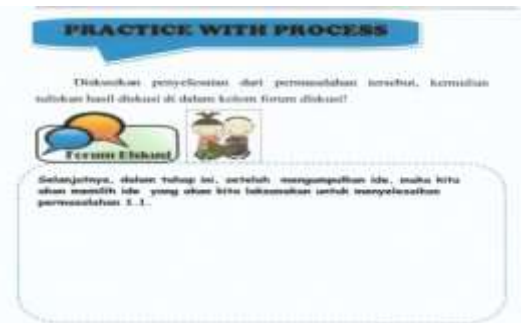 PRACTICE WITH PROCESS
Diskusikan penyelesaian dari permasalahan tersebut, kemudian
tuliskan hasil diskusi di dalam kolom forum diskusi!
Forum Diskusi
Selanjutnya, dalam tahap ini, setelah mengumpulkan ide, maka kita
akan memilih ide yang akan kita laksanakan untuk menyelesaikan
permasalahan 1.1.